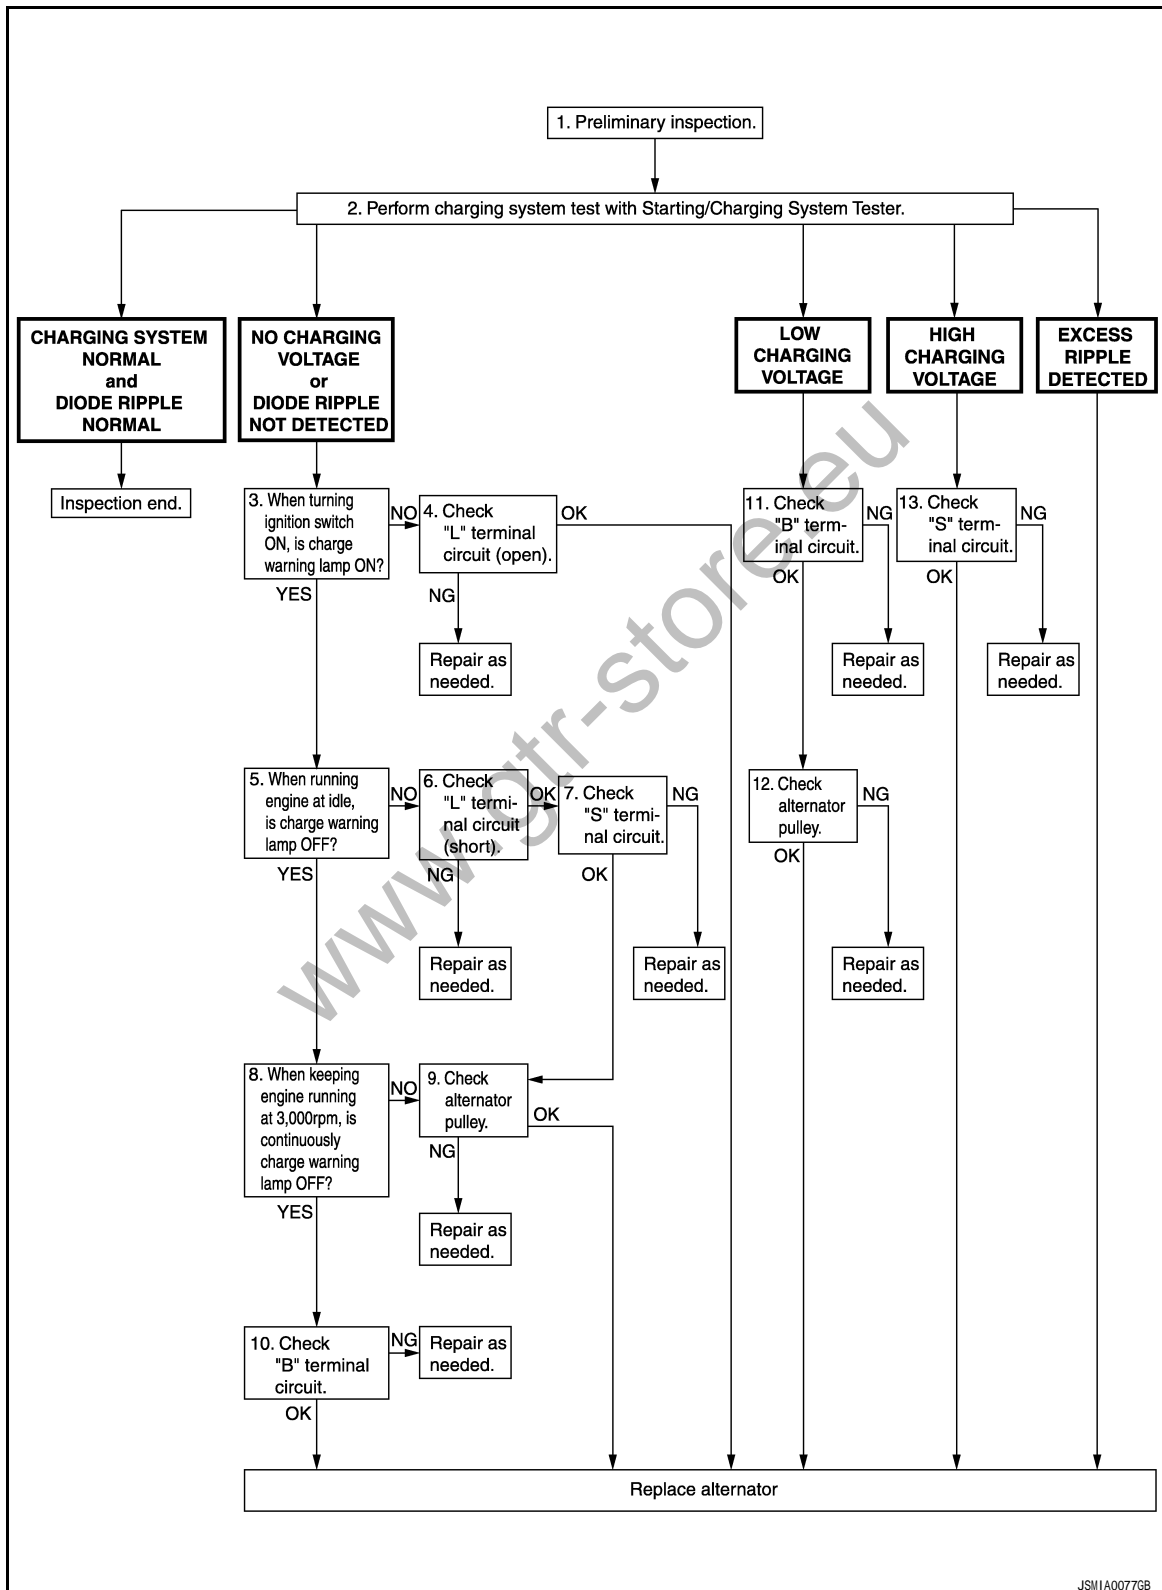 1. Preliminary inspection.
2. Perform charging system test with Starting/Charging System Tester.
CHARGING SYSTEM
NORMAL
and
DIODE RIPPLE
NORMAL
NO CHARGING
VOLTAGE
or
DIODE RIPPLE
NOT DETECTED
LOW
CHARGING
VOLTAGE
HIGH
CHARGING
VOLTAGE
EXCESS
RIPPLE
DETECTED
Inspection end.
3. When turning
ignition switch
ON, is charge
warning lamp ON?
NO
YES
4. Check
"L" terminal
circuit (open).
OK
NG
Repair as
needed.
11. Check
"B" term-
inal circuit.
NG
OK
Repair as
needed.
13. Check
"S" term-
inal circuit.
NG
OK
Repair as
needed.
5. When running
engine at idle,
is charge warning
lamp OFF?
NO
YES
6. Check
"L" termi-
nal circuit
(short).
OK
NG
Repair as
needed.
7. Check
"S" termi-
nal circuit.
NG
OK
Repair as
needed.
12. Check
alternator
pulley.
NG
OK
Repair as
needed.
8. When keeping
engine running
at 3,000rpm, is
continuously
charge warning
lamp OFF?
NO
YES
9. Check
alternator
pulley.
OK
NG
Repair as
needed.
10. Check
"B" terminal
circuit.
NG
OK
Repair as
needed.
Replace alternator
www.gtr-store.eu
JSMIA0077GB